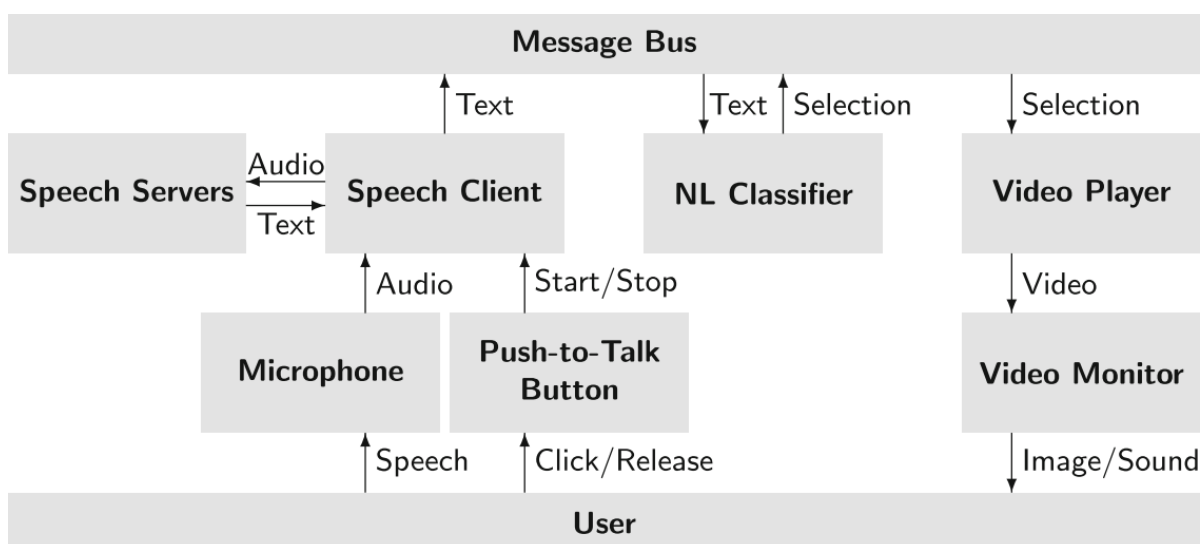 Message Bus
Text
Text
Selection
Selection
Speech Servers
Audio
Text
Speech Client
NL Classifier
Video Player
Audio
Start/Stop
Video
Microphone
Push-to-Talk
Button
Video Monitor
Speech
Click/Release
Image/Sound
User